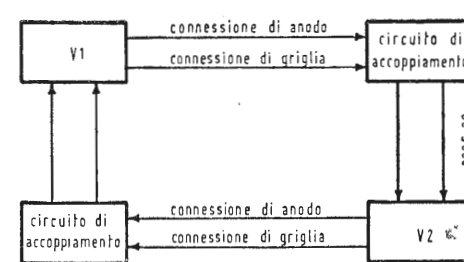 connessione di anodo
V1
circuito di
accoppiamento
connessione di griglia
connessione di anodo
circuito di
accoppiamento
V2
connessione di griglia